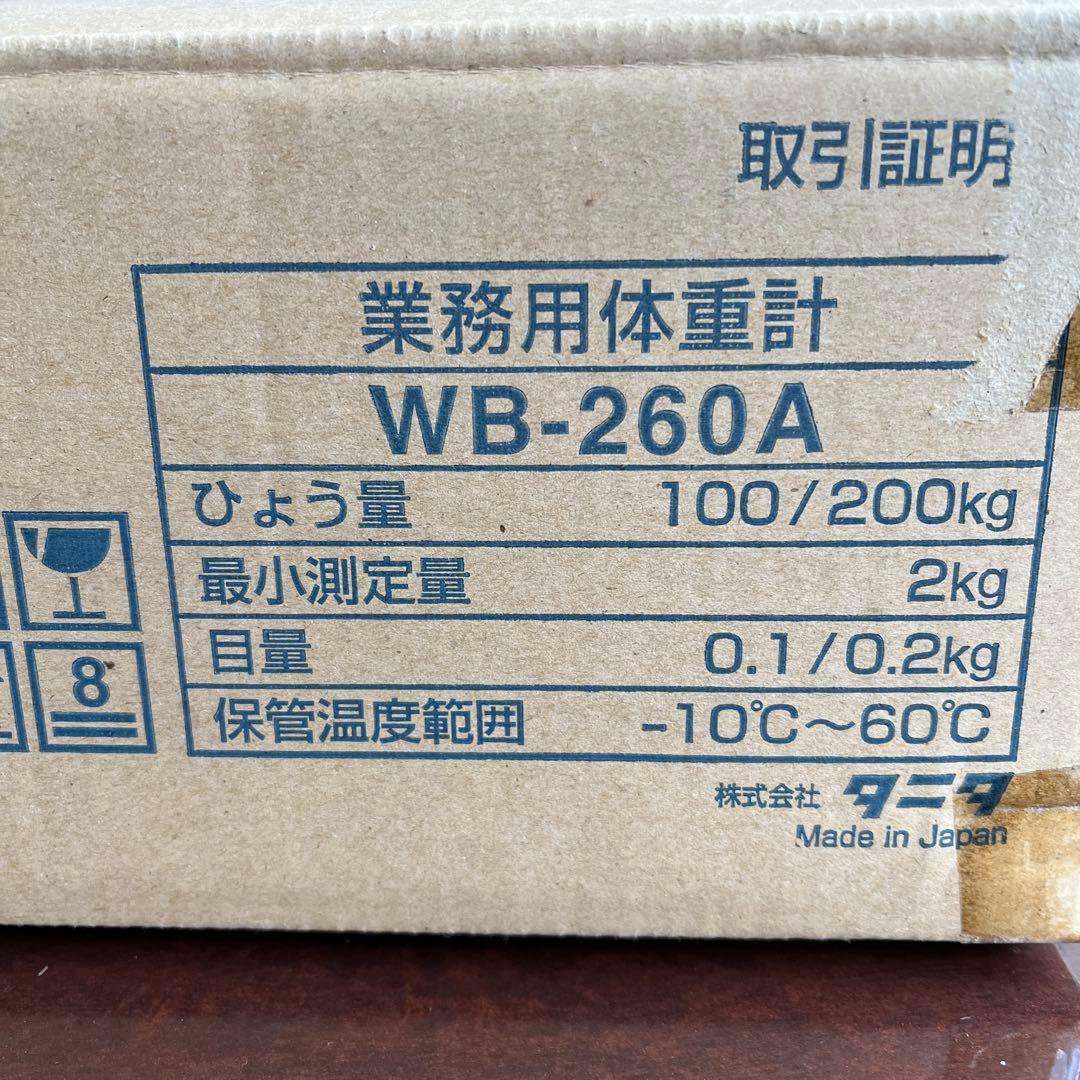 取引証明
業務用体重計
WB-260A
ひょう量 100/200kg
最小測定量 2kg
目量 0.1/0.2kg
保管温度範囲 -10℃~60℃
8
株式会社 タニタ
Made in Japan